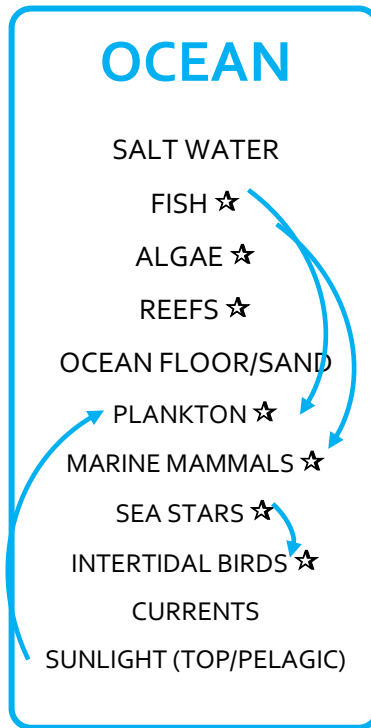 OCEAN
SALT WATER
FISH ☆
ALGAE ☆
REEFS ☆
OCEAN FLOOR/SAND
PLANKTON ☆
MARINE MAMMALS ☆
SEA STARS ☆
INTERTIDAL BIRDS ☆
CURRENTS
SUNLIGHT (TOP/PELAGIC)